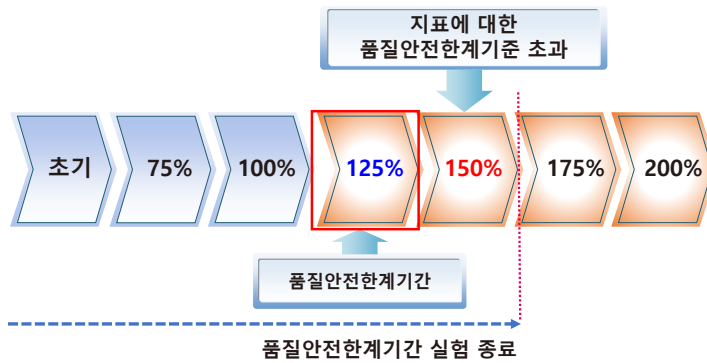 지표에 대한
품질안전한계기준 초과
초기
75%
100%
125%
150%
175%
200%
품질안전한계기간
품질안전한계기간 실험 종료